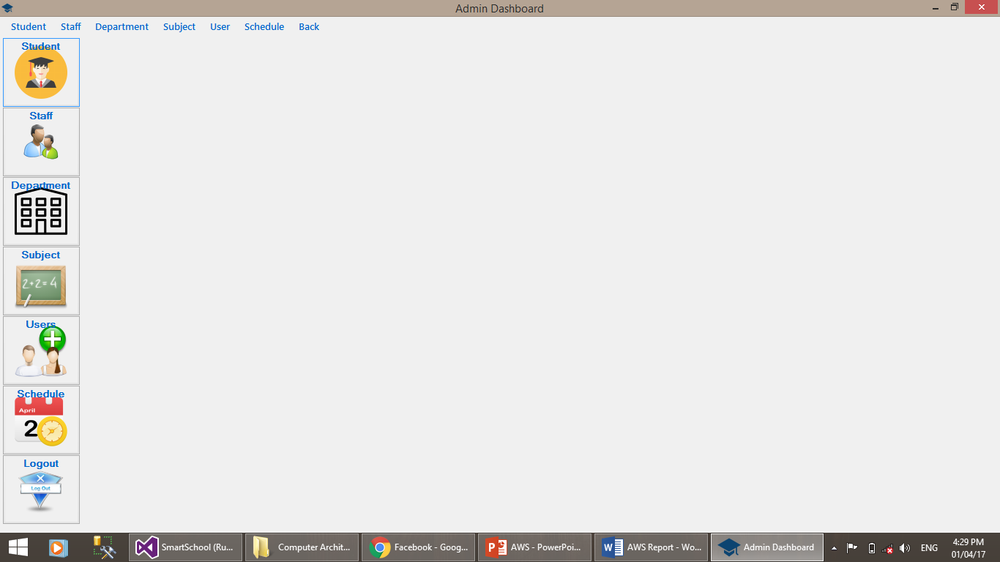 Admin Dashboard
Student Staff Department Subject User Schedule Back
Student
Staff
Department
Subject
2+2=4
Users
Schedule
April
2
Logout
Log Out
SmartSchool (Ru... Computer Archit... Facebook - Goog... AWS - PowerPoi... AWS Report - Wo... Admin Dashboard ENG 4:29 PM
01/04/17